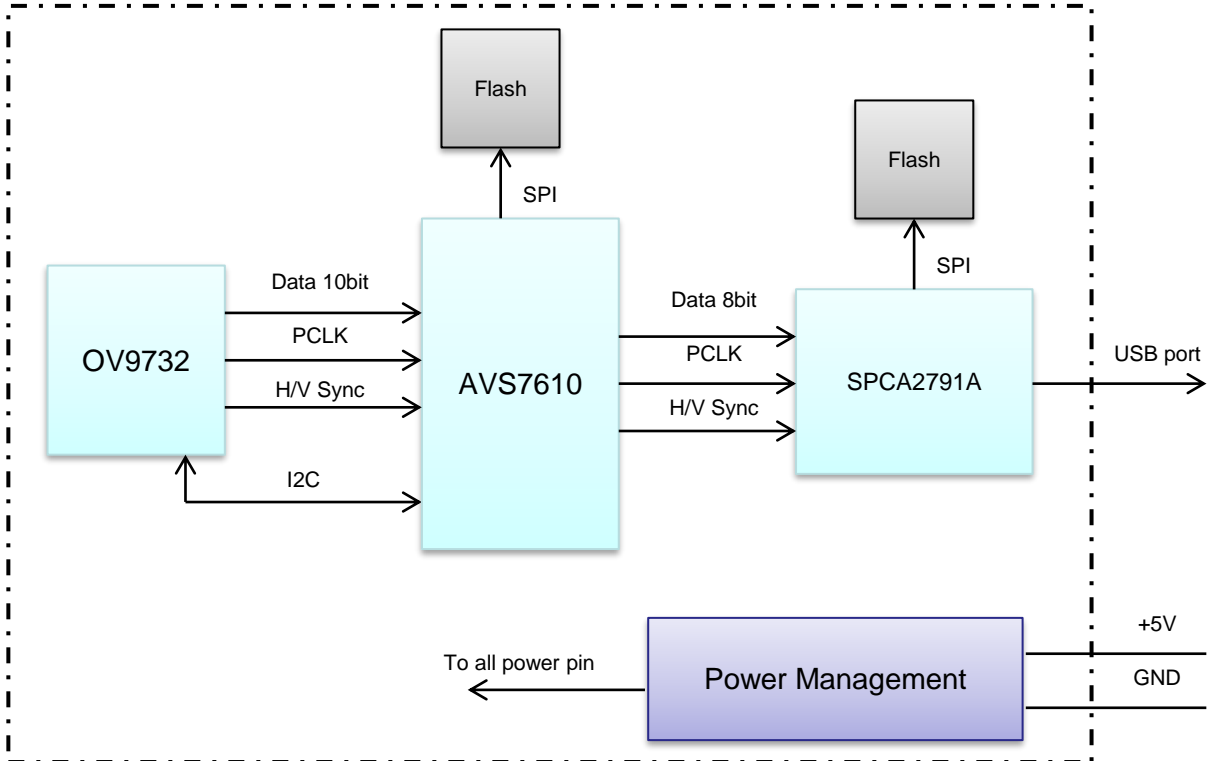 Flash
Flash
SPI
SPI
Data 10bit
Data 8bit
PCLK
PCLK
OV9732
AVS7610
SPCA2791A
USB port
H/V Sync
H/V Sync
I2C
+5V
To all power pin
Power Management
GND